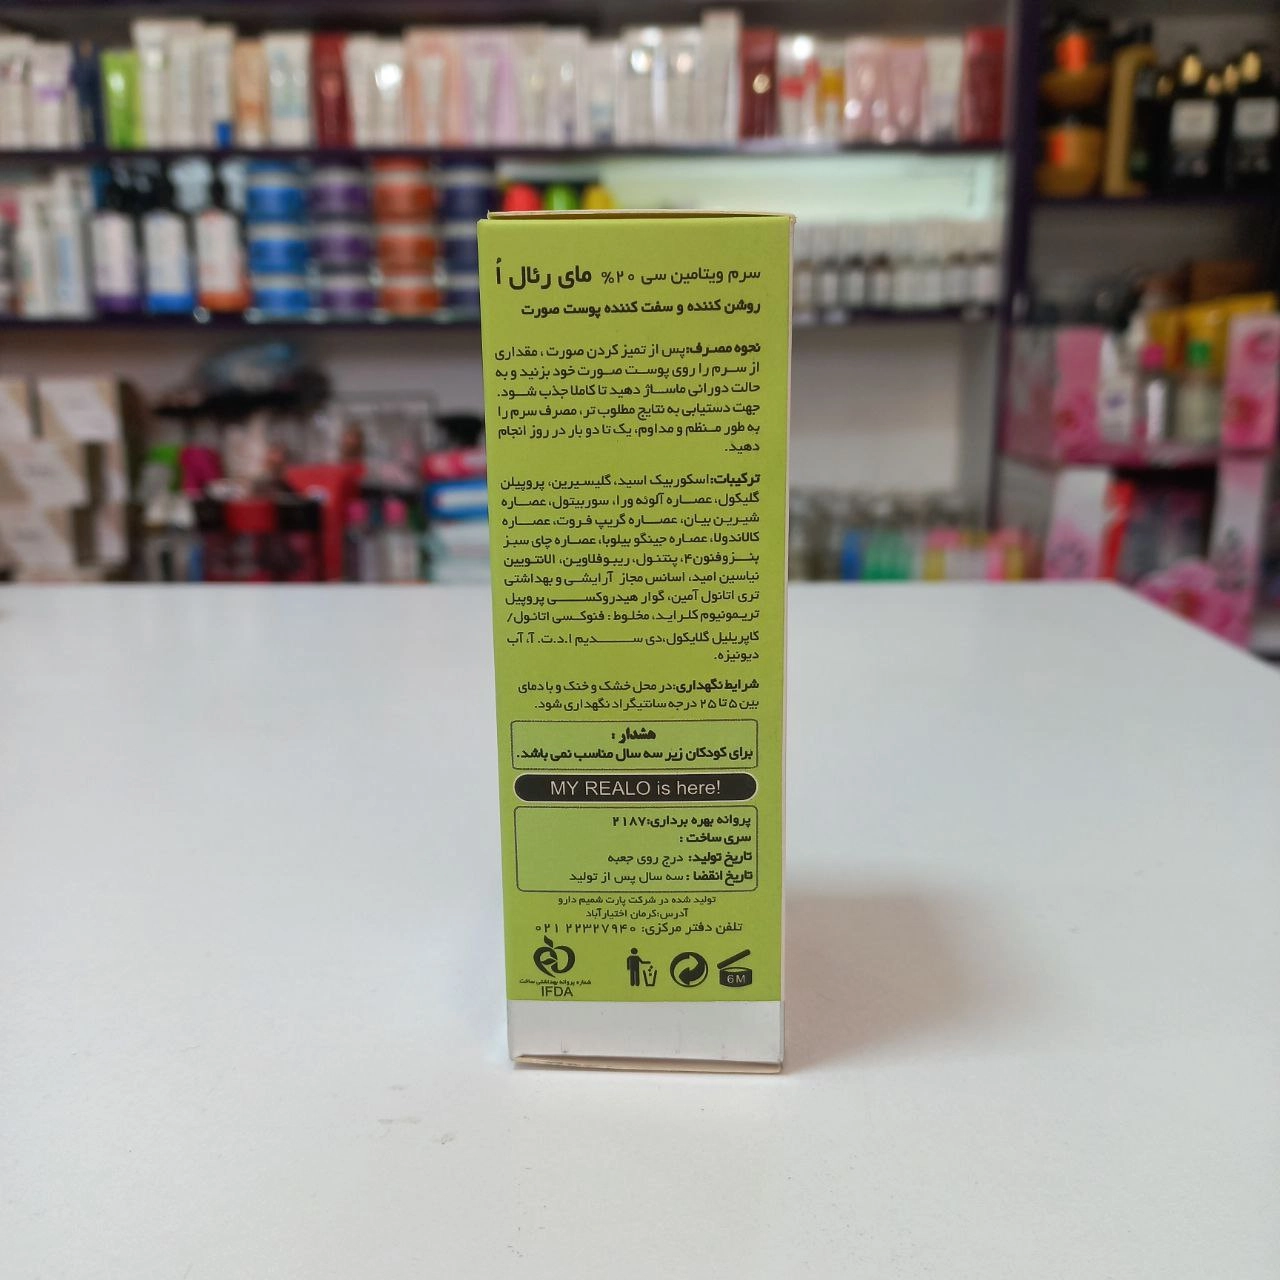 سرم ویتامین سی ۲۰% مای رئال اُ
روشن کننده و سفت کننده پوست صورت
نحوه مصرف:پس از تمیز کردن صورت، مقداری
از سرم را روی پوست صورت خود بزنید و به
حالت دورانی ماساژ دهید تا کاملا جذب شود.
جهت دستیابی به نتایج مطلوب تر، مصرف سرم را
به طور منظم و مداوم، یک تا دو بار در روز انجام
دهید.
ترکیبات:اسکوربیک اسید، گلیسیرین، پروپیلن
گلیکول، عصاره آلوئه ورا، سوربیتول، عصاره
شیرین بیان، عصاره گریپ فروت، عصاره
کالاندولا، عصاره جینگو بیلوبا، عصاره چای سبز
بنزوفنون۴، پنتنول، ریبوفلاوین، الانتویین
نیاسین امید، اسانس مجاز آرایشی و بهداشتی
تری اتانول آمین، گوار هیدروکسی پروپیل
تریمونیوم کلراید، مخلوط : فنوکسی اتانول/
کاپریلیل گلایکول،دی سدیم ا.د.ت. آ، آب
دیونیزه.
شرایط نگهداری:در محل خشک و خنک و با دمای
بین ۵ تا ۲۵ درجه سانتیگراد نگهداری شود.
هشدار :
برای کودکان زیر سه سال مناسب نمی باشد.
MY REALO is here!
پروانه بهره برداری:۲۱۸۷
سری ساخت :
تاریخ تولید: درج روی جعبه
تاریخ انقضا : سه سال پس از تولید
تولید شده در شرکت پارت شمیم دارو
آدرس:کرمان اختیارآباد
تلفن دفتر مرکزی: ۰۲۱ ۲۲۳۲۷۹۴۰
6M
شماره پروانه بهداشتی ساخت
IFDA